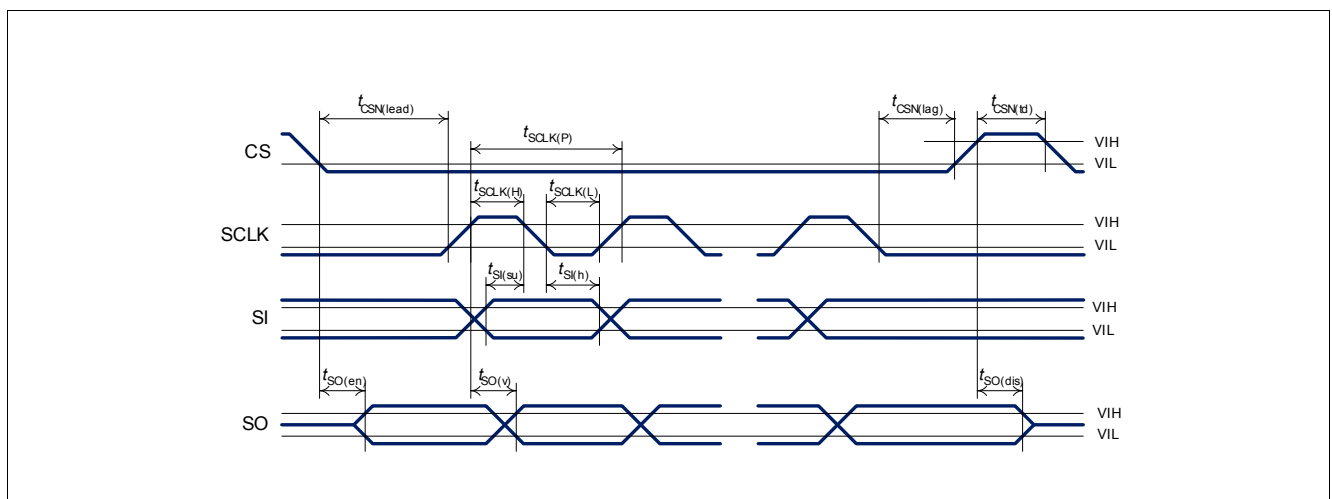 tCSN(lead)
tCSN(lag)
tCSN(td)
tSCLK(P)
CS
VIH
VIL
tSCLK(H)
tSCLK(L)
SCLK
VIH
VIL
tSI(su)
tSI(h)
SI
VIH
VIL
tSO(en)
tSO(v)
tSO(dis)
SO
VIH
VIL